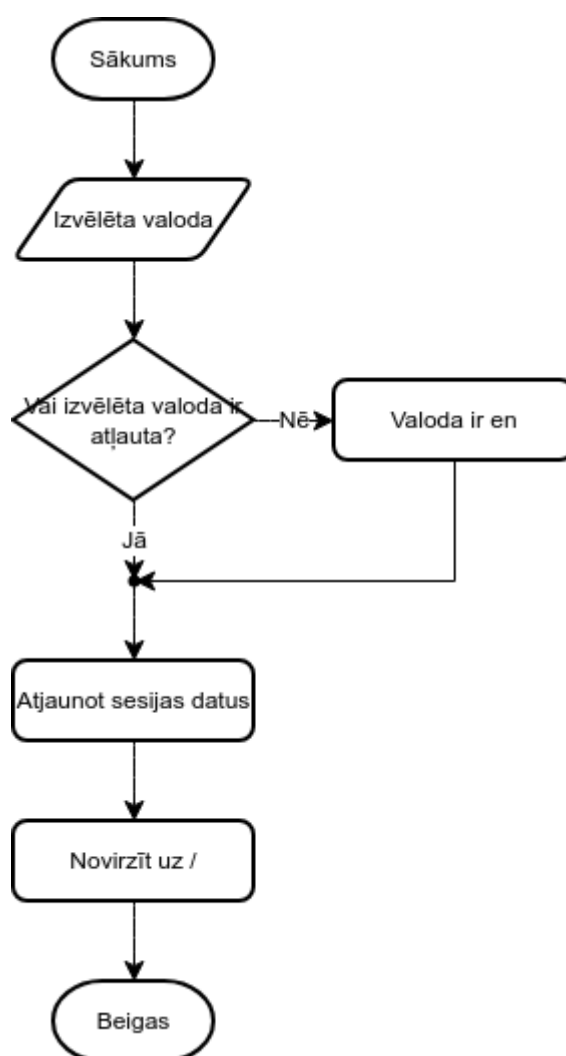 Sākums
Izvēlēta valoda
Vai izvēlēta valoda ir
atļauta?
Nē
Valoda ir en
Jā
Atjaunot sesijas datus
Novirzīt uz /
Beigas